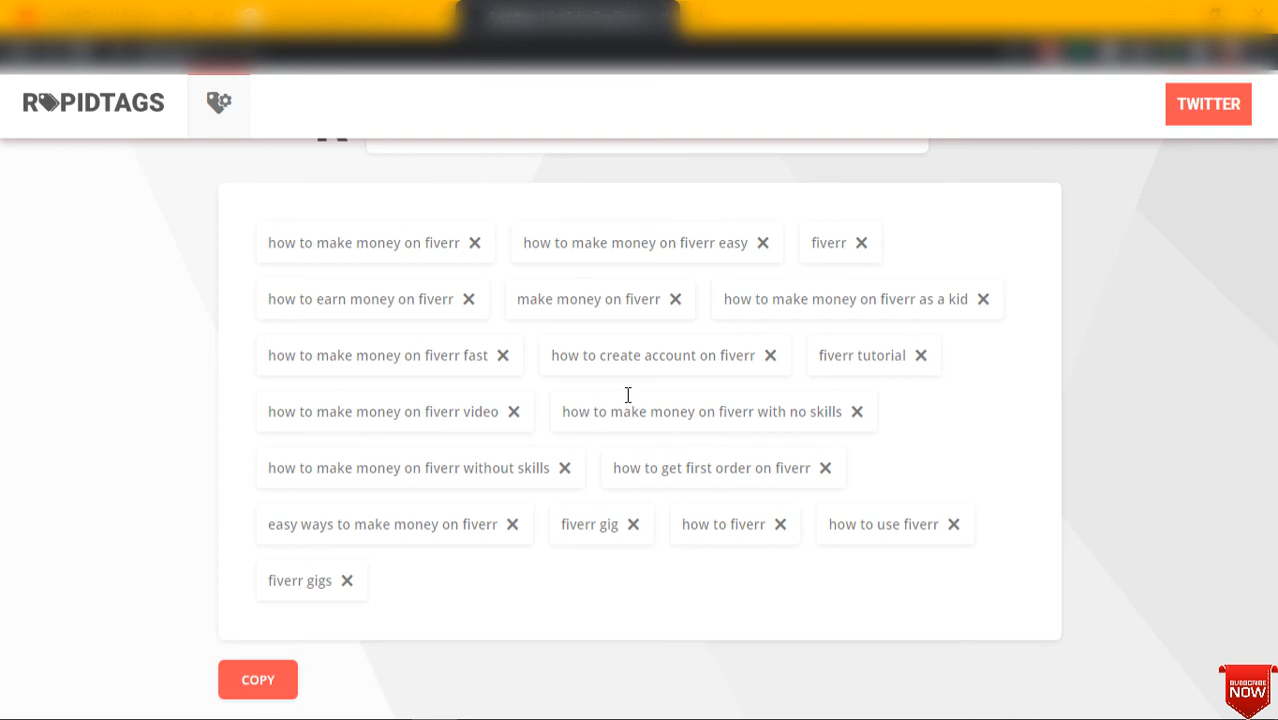 RAPIDTAGS
TWITTER
how to make money on fiverr ✕ how to make money on fiverr easy ✕ fiverr ✕
how to earn money on fiverr ✕ make money on fiverr ✕ how to make money on fiverr as a kid ✕
how to make money on fiverr fast ✕ how to create account on fiverr ✕ fiverr tutorial ✕
how to make money on fiverr video ✕ how to make money on fiverr with no skills ✕
how to make money on fiverr without skills ✕ how to get first order on fiverr ✕
easy ways to make money on fiverr ✕ fiverr gig ✕ how to fiverr ✕ how to use fiverr ✕
fiverr gigs ✕
COPY
SUBSCRIBE
NOW